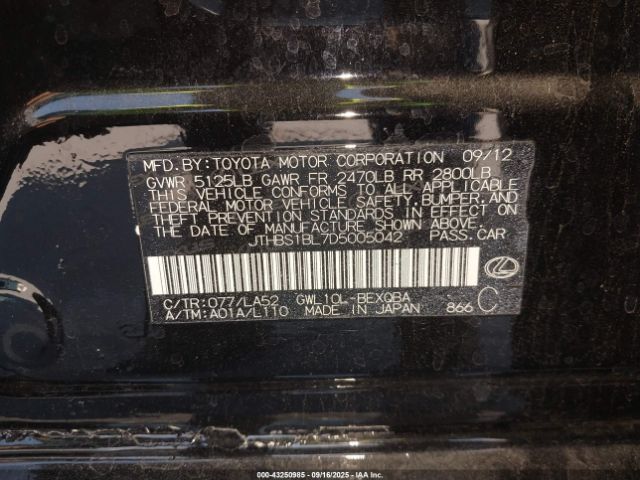 MFD.BY:TOYOTA MOTOR CORPORATION 09/12
GVWR 5125LB GAWR FR 2470LB RR 2800LB
THIS VEHICLE CONFORMS TO ALL APPLICABLE
FEDERAL MOTOR VEHICLE SAFETY,BUMPER,AND
THEFT PREVENTION STANDARDS IN EFFECT ON
THE DATE OF MANUFACTURE SHOWN ABOVE.
JTHBS1BL7D5005042 PASS.CAR
C/TR:077/LA52 GWL10L-BEXQBA
A/TM:A01A/L110 MADE IN JAPAN 866 C
000-43250985 - 09/16/2025 - IAAI.COM